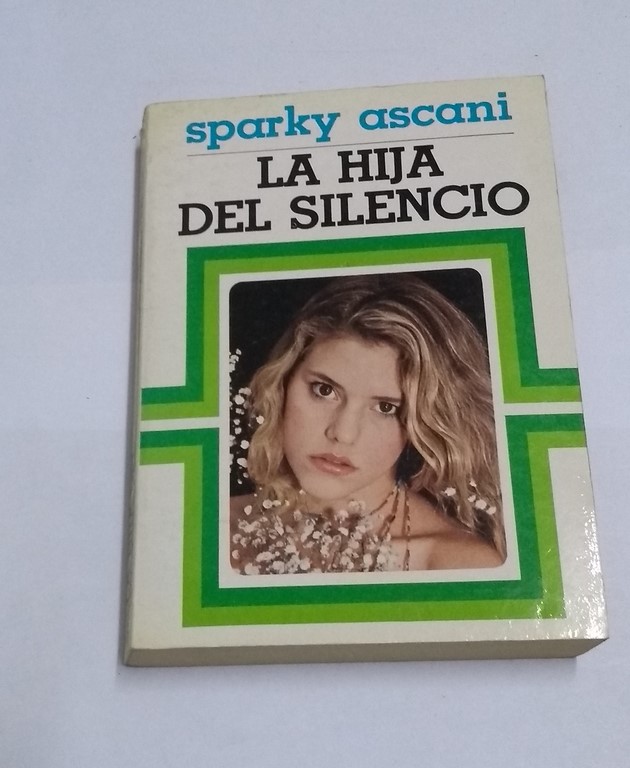 sparky ascani
LA HIJA
DEL SILENCIO